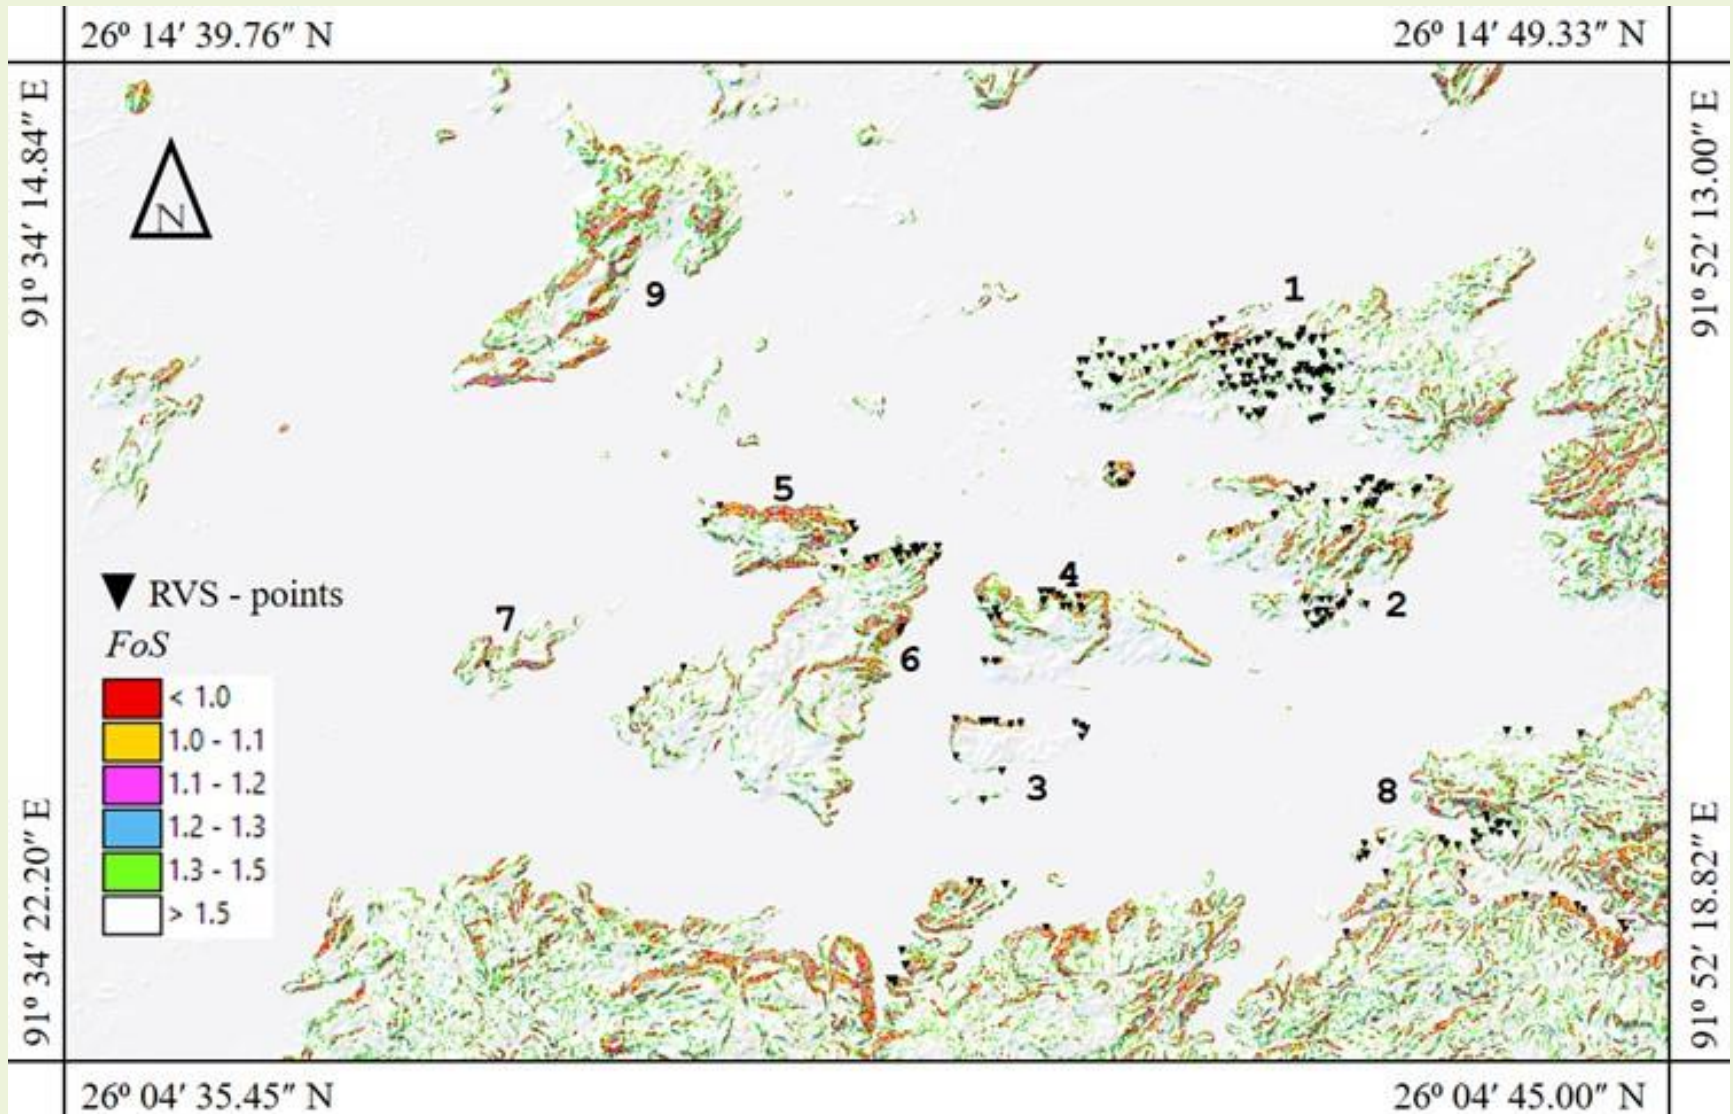 26º 14′ 39.76″ N
26º 14′ 49.33″ N
91º 34′ 14.84″ E
91º 52′ 13.00″ E
N
1
9
5
4
2
7
6
3
8
RVS - points
FoS
< 1.0
1.0 - 1.1
1.1 - 1.2
1.2 - 1.3
1.3 - 1.5
> 1.5
91º 34′ 22.20″ E
91º 52′ 18.82″ E
26º 04′ 35.45″ N
26º 04′ 45.00″ N